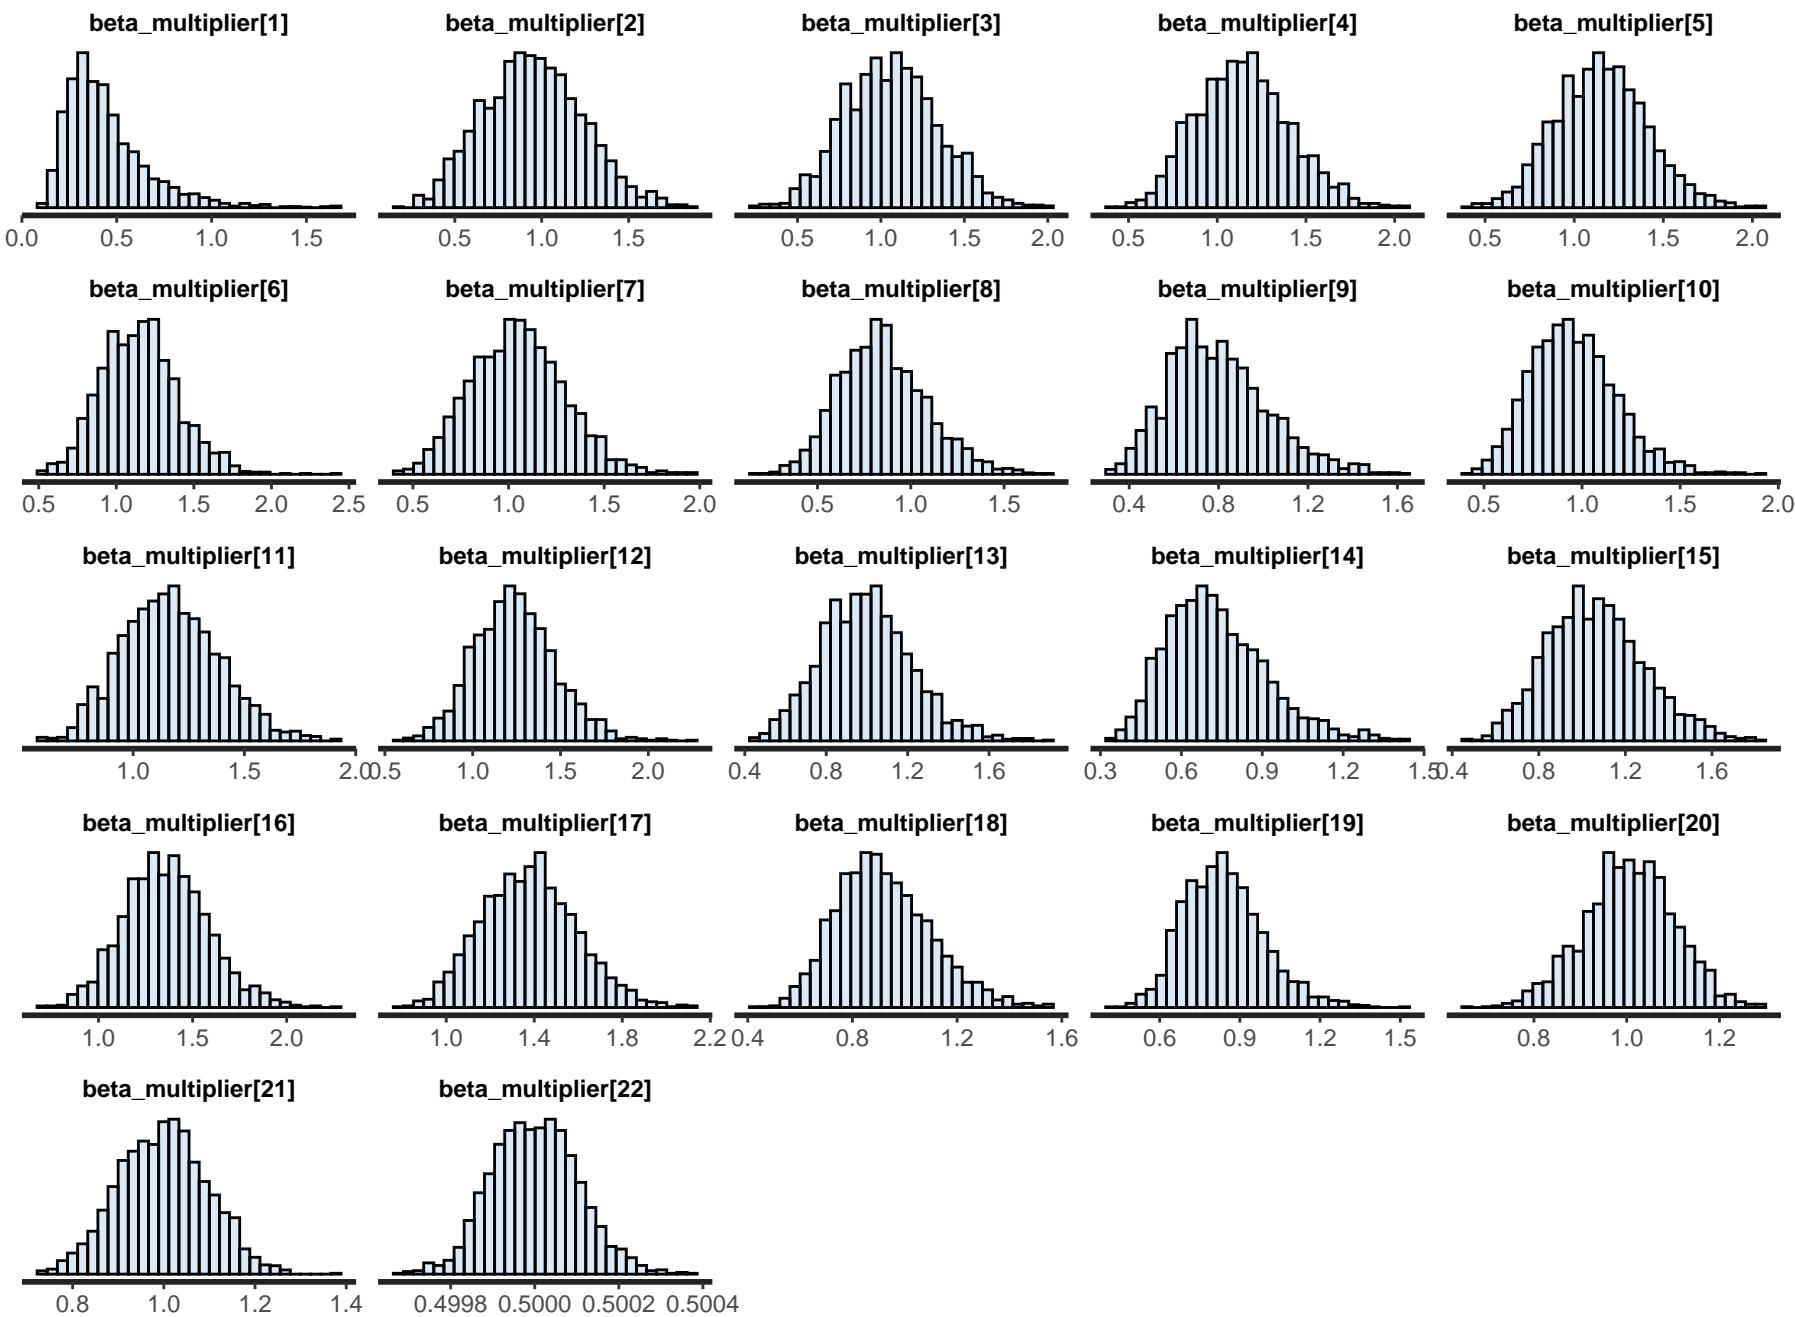 beta_multiplier[1] beta_multiplier[2] beta_multiplier[3] beta_multiplier[4] beta_multiplier[5]
0.0 0.5 1.0 1.5 0.5 1.0 1.5 0.5 1.0 1.5 2.0 0.5 1.0 1.5 2.0 0.5 1.0 1.5 2.0
beta_multiplier[6] beta_multiplier[7] beta_multiplier[8] beta_multiplier[9] beta_multiplier[10]
0.5 1.0 1.5 2.0 2.5 0.5 1.0 1.5 2.0 0.5 1.0 1.5 0.4 0.8 1.2 1.6 0.5 1.0 1.5 2.0
beta_multiplier[11] beta_multiplier[12] beta_multiplier[13] beta_multiplier[14] beta_multiplier[15]
1.0 1.5 2.0 0.5 1.0 1.5 2.0 0.4 0.8 1.2 1.6 0.3 0.6 0.9 1.2 1.5 0.4 0.8 1.2 1.6
beta_multiplier[16] beta_multiplier[17] beta_multiplier[18] beta_multiplier[19] beta_multiplier[20]
1.0 1.5 2.0 1.0 1.4 1.8 2.2 0.4 0.8 1.2 1.6 0.6 0.9 1.2 1.5 0.8 1.0 1.2
beta_multiplier[21] beta_multiplier[22]
0.8 1.0 1.2 1.4 0.4998 0.5000 0.5002 0.5004